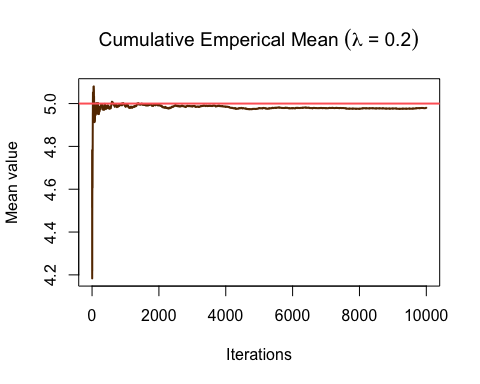 Cumulative Emperical Mean (λ = 0.2)
Mean value
5.0
4.8
4.6
4.4
4.2
0 2000 4000 6000 8000 10000
Iterations